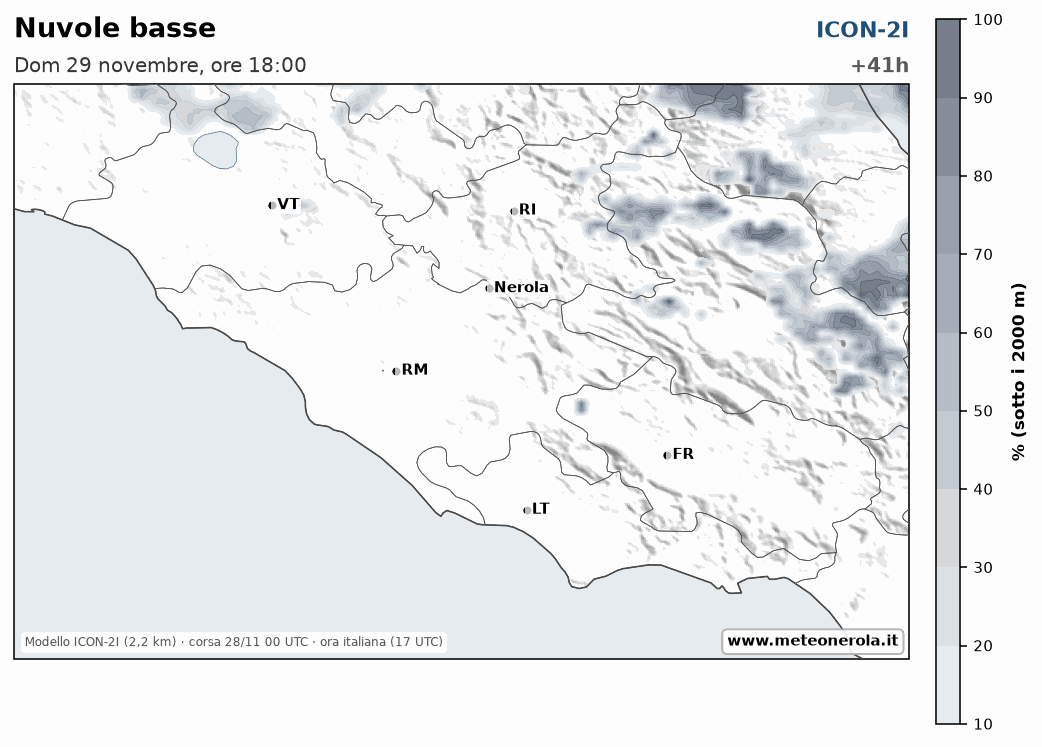 Nuvole basse
ICON-2I
Dom 29 novembre, ore 18:00
+41h
VT
RI
Nerola
RM
FR
LT
Modello ICON-2I (2,2 km) · corsa 28/11 00 UTC · ora italiana (17 UTC)
www.meteonerola.it
100
90
80
70
60
50
40
30
20
10
% (sotto i 2000 m)